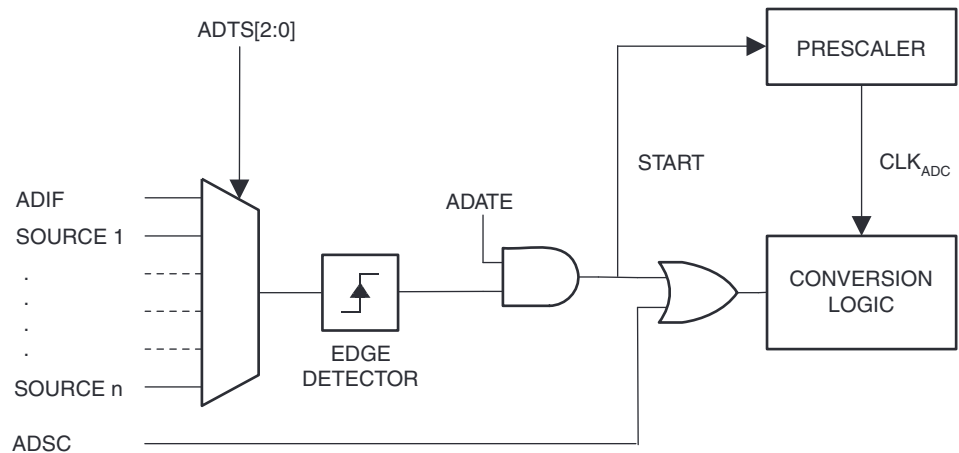 ADTS[2:0]
PRESCALER
START
CLKADC
ADIF
ADATE
SOURCE 1
.
.
.
.
CONVERSION
LOGIC
EDGE
DETECTOR
SOURCE n
ADSC